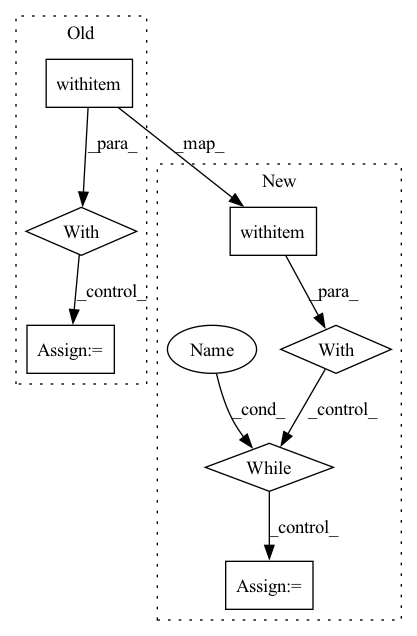 Old
withitem
_para_
_map_
New
With
withitem
_control_
_para_
Assign:=
Name
With
_cond_
_control_
While
_control_
Assign:=